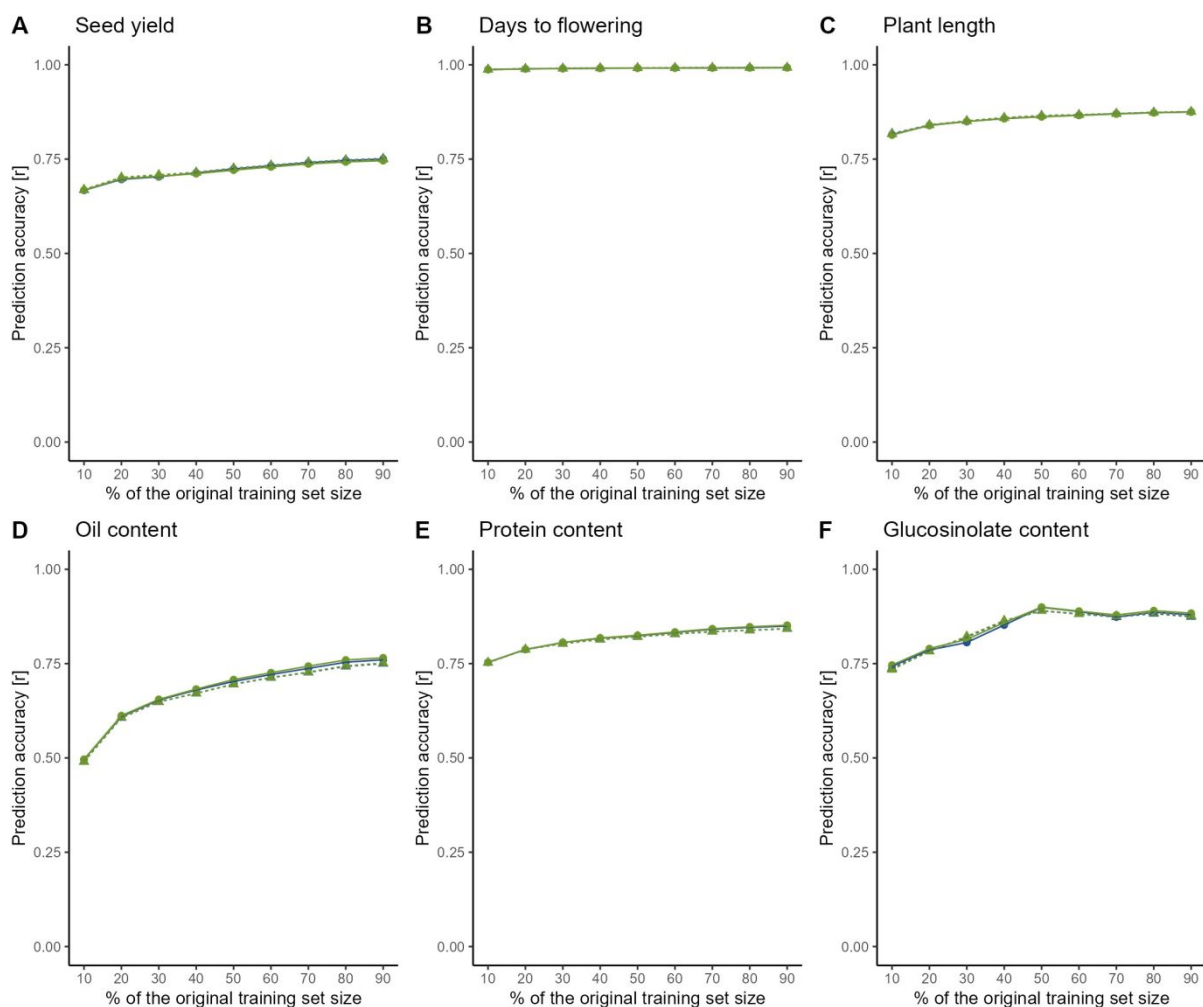 A Seed yield
1.00
0.75
0.50
0.25
0.00
Prediction accuracy [r]
10 20 30 40 50 60 70 80 90
% of the original training set size
B Days to flowering
1.00
0.75
0.50
0.25
0.00
Prediction accuracy [r]
10 20 30 40 50 60 70 80 90
% of the original training set size
C Plant length
1.00
0.75
0.50
0.25
0.00
Prediction accuracy [r]
10 20 30 40 50 60 70 80 90
% of the original training set size
D Oil content
1.00
0.75
0.50
0.25
0.00
Prediction accuracy [r]
10 20 30 40 50 60 70 80 90
% of the original training set size
E Protein content
1.00
0.75
0.50
0.25
0.00
Prediction accuracy [r]
10 20 30 40 50 60 70 80 90
% of the original training set size
F Glucosinolate content
1.00
0.75
0.50
0.25
0.00
Prediction accuracy [r]
10 20 30 40 50 60 70 80 90
% of the original training set size